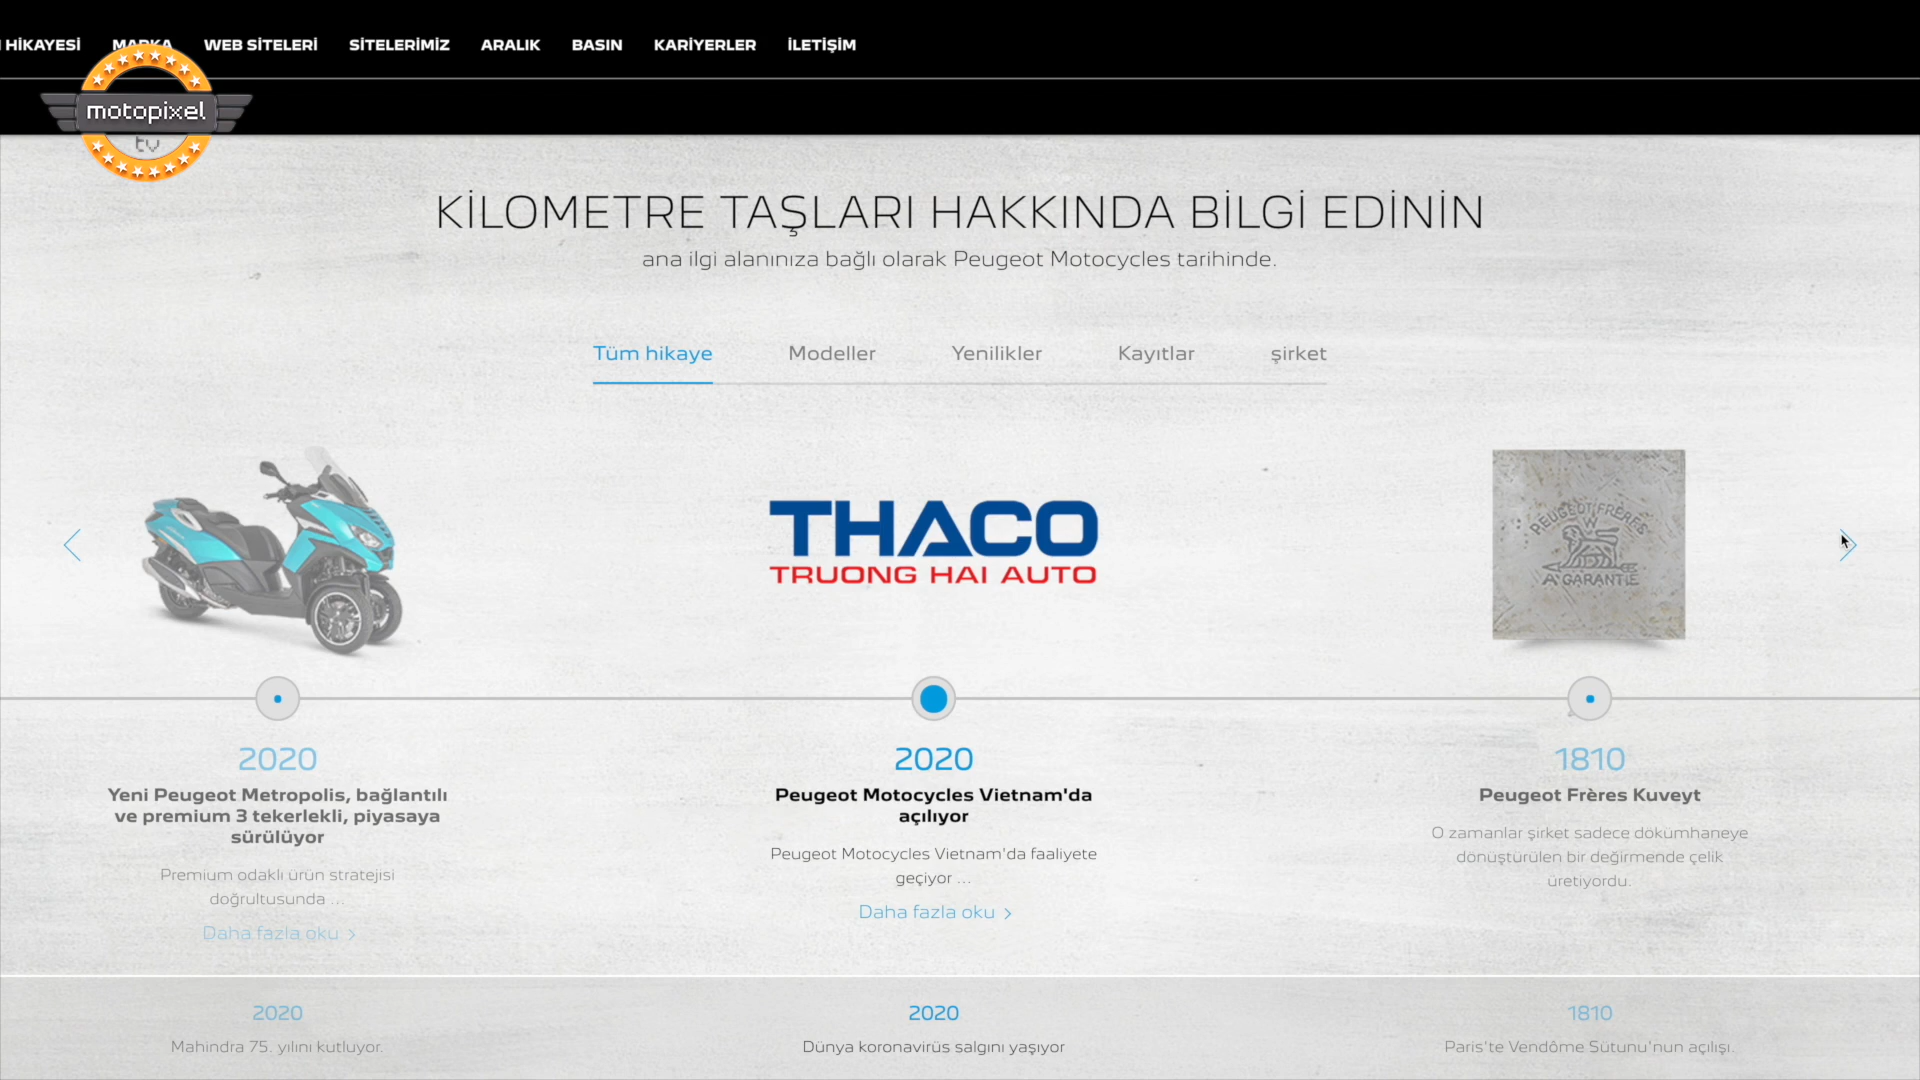 HİKAYESİ MARKA WEB SİTELERİ SİTELERİMİZ ARALIK BASIN KARİYERLER İLETİŞİM
motopixel
tv
KİLOMETRE TAŞLARI HAKKINDA BİLGİ EDİNİN
ana ilgi alanınıza bağlı olarak Peugeot Motocycles tarihinde.
Tüm hikaye Modeller Yenilikler Kayıtlar şirket
THACO
TRUONG HAI AUTO
PEUGEOT FRERES
A GARANTIE
2020
Yeni Peugeot Metropolis, bağlantılı
ve premium 3 tekerlekli, piyasaya
sürülüyor
Premium odaklı ürün stratejisi
doğrultusunda ...
Daha fazla oku >
2020
Peugeot Motocycles Vietnam'da
açılıyor
Peugeot Motocycles Vietnam'da faaliyete
geçiyor ...
Daha fazla oku >
1810
Peugeot Frères Kuveyt
O zamanlar şirket sadece dökümhaneye
dönüştürülen bir değirmende çelik
üretiyordu.
2020
Mahindra 75. yılını kutluyor.
2020
Dünya koronavirüs salgını yaşıyor
1810
Paris'te Vendôme Sütunu'nun açılışı.